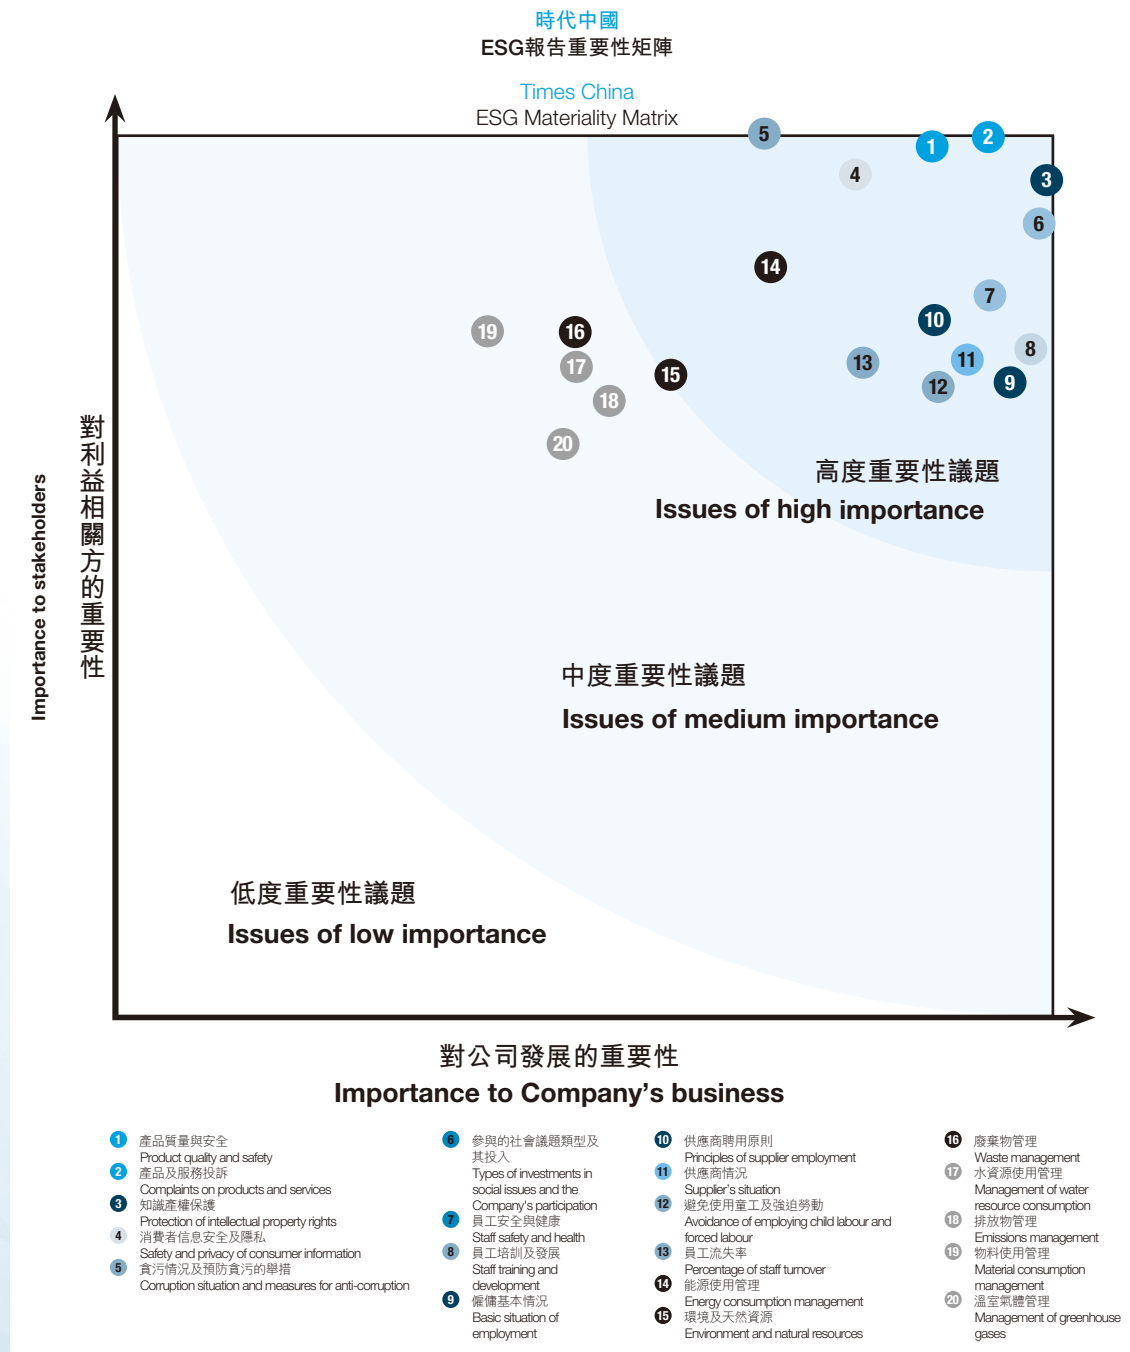 時代中國
ESG報告重要性矩陣
Times China
ESG Materiality Matrix
5
1
2
4
3
6
14
7
10
19
16
8
11
13
17
15
9
12
18
20
對利益相關方的重要性
Importance to stakeholders
高度重要性議題
Issues of high importance
中度重要性議題
Issues of medium importance
低度重要性議題
Issues of low importance
對公司發展的重要性
Importance to Company's business
1 產品質量與安全
Product quality and safety
2 產品及服務投訴
Complaints on products and services
3 知識產權保護
Protection of intellectual property rights
4 消費者信息安全及隱私
Safety and privacy of consumer information
5 貪污情況及預防貪污的舉措
Corruption situation and measures for anti-corruption
6 參與的社會議題類型及
其投入
Types of investments in
social issues and the
Company's participation
7 員工安全與健康
Staff safety and health
8 員工培訓及發展
Staff training and
development
9 僱傭基本情況
Basic situation of
employment
10 供應商聘用原則
Principles of supplier employment
11 供應商情況
Supplier's situation
12 避免使用童工及強迫勞動
Avoidance of employing child labour and
forced labour
13 員工流失率
Percentage of staff turnover
14 能源使用管理
Energy consumption management
15 環境及天然資源
Environment and natural resources
16 廢棄物管理
Waste management
17 水資源使用管理
Management of water
resource consumption
18 排放物管理
Emissions management
19 物料使用管理
Material consumption
management
20 溫室氣體管理
Management of greenhouse
gases